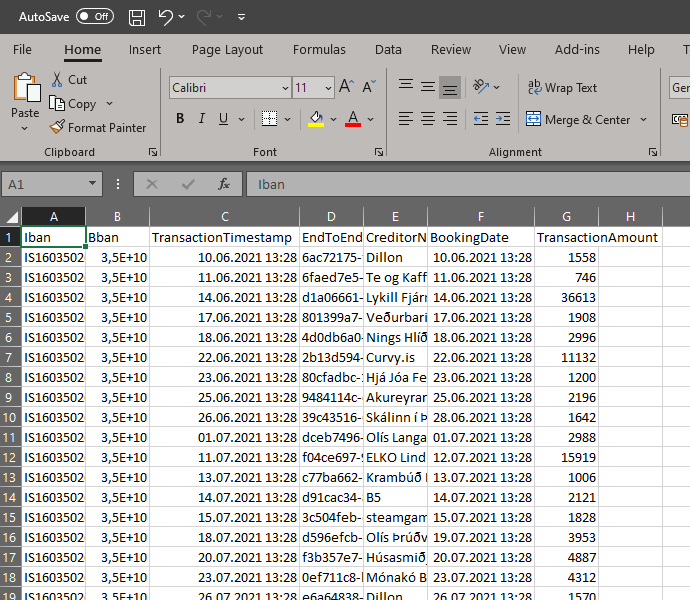 AutoSave Off
File Home Insert Page Layout Formulas Data Review View Add-ins Help
Paste Cut Copy Format Painter Calibri 11 A A B I U A ab Wrap Text Merge & Center
Clipboard Font Alignment
A1 fx Iban
A B C D E F G H
1 Iban Bban TransactionTimestamp EndToEnd CreditorN BookingDate TransactionAmount
2 IS1603502 3,5E+10 10.06.2021 13:28 6ac72175- Dillon 10.06.2021 13:28 1558
3 IS1603502 3,5E+10 11.06.2021 13:28 6faed7e5- Te og Kaff 11.06.2021 13:28 746
4 IS1603502 3,5E+10 14.06.2021 13:28 d1a06661- Lykill Fjárr 14.06.2021 13:28 36613
5 IS1603502 3,5E+10 17.06.2021 13:28 801399a7- Veðurbari 17.06.2021 13:28 1908
6 IS1603502 3,5E+10 18.06.2021 13:28 4d0db6a0- Nings Hlíð 18.06.2021 13:28 2996
7 IS1603502 3,5E+10 22.06.2021 13:28 2b13d594- Curvy.is 22.06.2021 13:28 11132
8 IS1603502 3,5E+10 23.06.2021 13:28 80cfadbc- Hjá Jóa Fe 23.06.2021 13:28 1200
9 IS1603502 3,5E+10 25.06.2021 13:28 9484114c- Akureyrar 25.06.2021 13:28 2196
10 IS1603502 3,5E+10 26.06.2021 13:28 39c43516- Skálinn í Þ 28.06.2021 13:28 1642
11 IS1603502 3,5E+10 01.07.2021 13:28 dceb7496- Olís Langa 01.07.2021 13:28 2988
12 IS1603502 3,5E+10 11.07.2021 13:28 f04ce697- ELKO Lind 12.07.2021 13:28 15919
13 IS1603502 3,5E+10 13.07.2021 13:28 c77ba662- Krambúð 13.07.2021 13:28 1006
14 IS1603502 3,5E+10 14.07.2021 13:28 d91cac34- B5 14.07.2021 13:28 2121
15 IS1603502 3,5E+10 15.07.2021 13:28 3c504feb- steamgam 15.07.2021 13:28 1828
16 IS1603502 3,5E+10 18.07.2021 13:28 d596efcb- Olís Þrúðv 19.07.2021 13:28 3953
17 IS1603502 3,5E+10 20.07.2021 13:28 f3b357e7- Húsasmið 20.07.2021 13:28 4887
18 IS1603502 3,5E+10 23.07.2021 13:28 0ef711c8- Mónakó B 23.07.2021 13:28 4312
19 IS1603502 3,5E+10 26.07.2021 13:28 e6a64838- Dillon 26.07.2021 13:28 1570